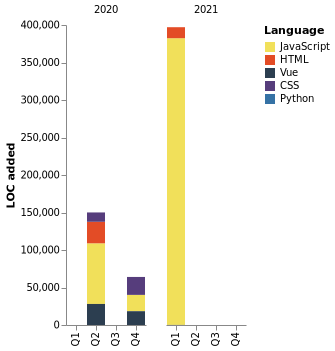 2020 2021
Language
JavaScript
HTML
Vue
CSS
Python
LOC added
400,000
350,000
300,000
250,000
200,000
150,000
100,000
50,000
0
Q1 Q2 Q3 Q4 Q1 Q2 Q3 Q4